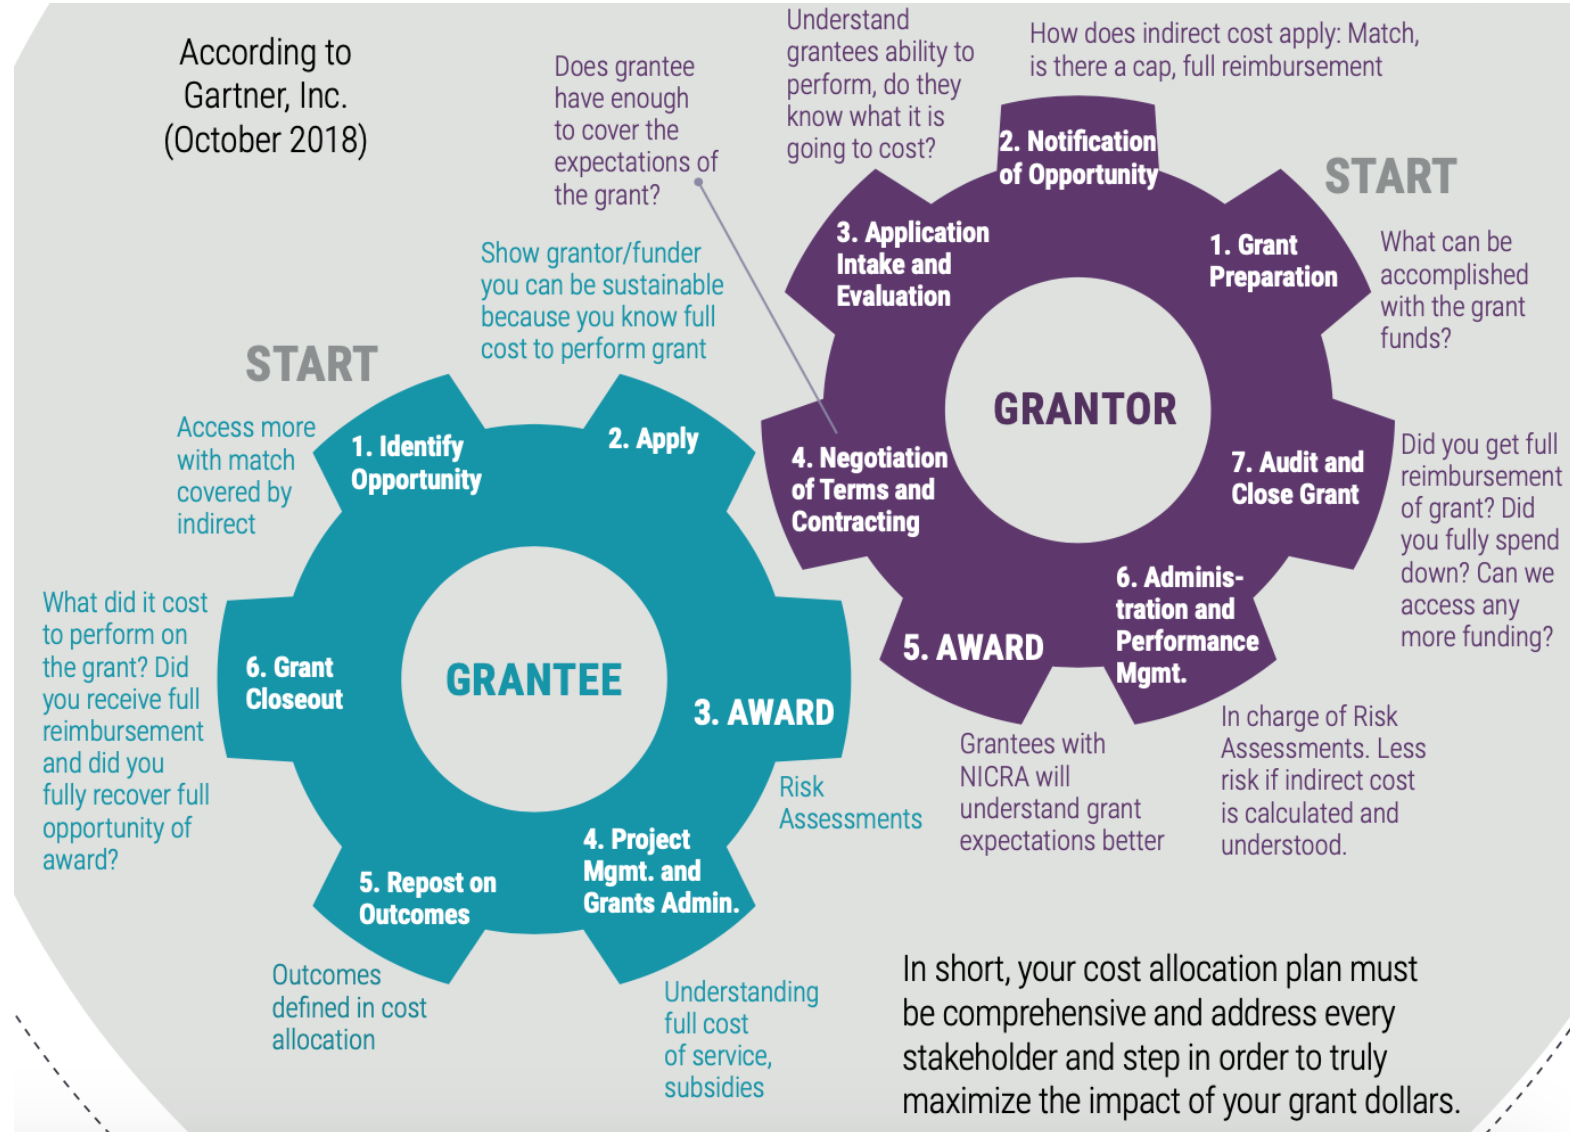 According to
Gartner, Inc.
(October 2018)
Does grantee
have enough
to cover the
expectations of
the grant?
Understand
grantees ability to
perform, do they
know what it is
going to cost?
How does indirect cost apply: Match,
is there a cap, full reimbursement
START
2. Notification
of Opportunity
3. Application
Intake and
Evaluation
1. Grant
Preparation
What can be
accomplished
with the grant
funds?
GRANTOR
4. Negotiation
of Terms and
Contracting
7. Audit and
Close Grant
Did you get full
reimbursement
of grant? Did
you fully spend
down? Can we
access any
more funding?
5. AWARD
6. Adminis-
tration and
Performance
Mgmt.
Grantees with
NICRA will
understand grant
expectations better
In charge of Risk
Assessments. Less
risk if indirect cost
is calculated and
understood.
Show grantor/funder
you can be sustainable
because you know full
cost to perform grant
START
Access more
with match
covered by
indirect
1. Identify
Opportunity
2. Apply
What did it cost
to perform on
the grant? Did
you receive full
reimbursement
and did you
fully recover full
opportunity of
award?
6. Grant
Closeout
GRANTEE
3. AWARD
Risk
Assessments
5. Repost on
Outcomes
4. Project
Mgmt. and
Grants Admin.
Outcomes
defined in cost
allocation
Understanding
full cost
of service,
subsidies
In short, your cost allocation plan must
be comprehensive and address every
stakeholder and step in order to truly
maximize the impact of your grant dollars.